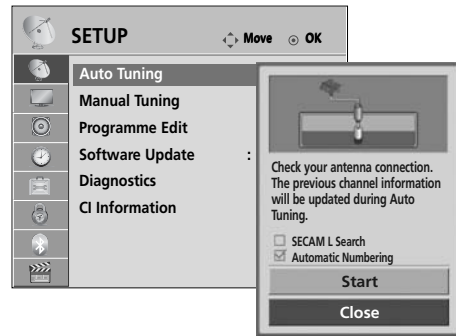 SETUP
Move OK
Auto Tuning
Manual Tuning
Programme Edit
Software Update :
Diagnostics
CI Information
Check your antenna connection.
The previous channel information
will be updated during Auto
Tuning.
SECAM L Search
Automatic Numbering
Start
Close